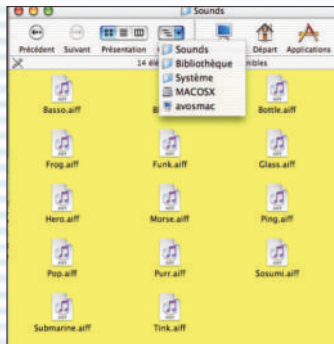 Sounds
Précédent Suivant Présentation Départ Applications
Sounds
Bibliothèque
Système
MACOSX
avosmac
14 élé nibles
Basso.aiff B Bottle.aiff
Frog.aiff Funk.aiff Glass.aiff
Hero.aiff Morse.aiff Ping.aiff
Pop.aiff Purr.aiff Sosumi.aiff
Submarine.aiff Tink.aiff